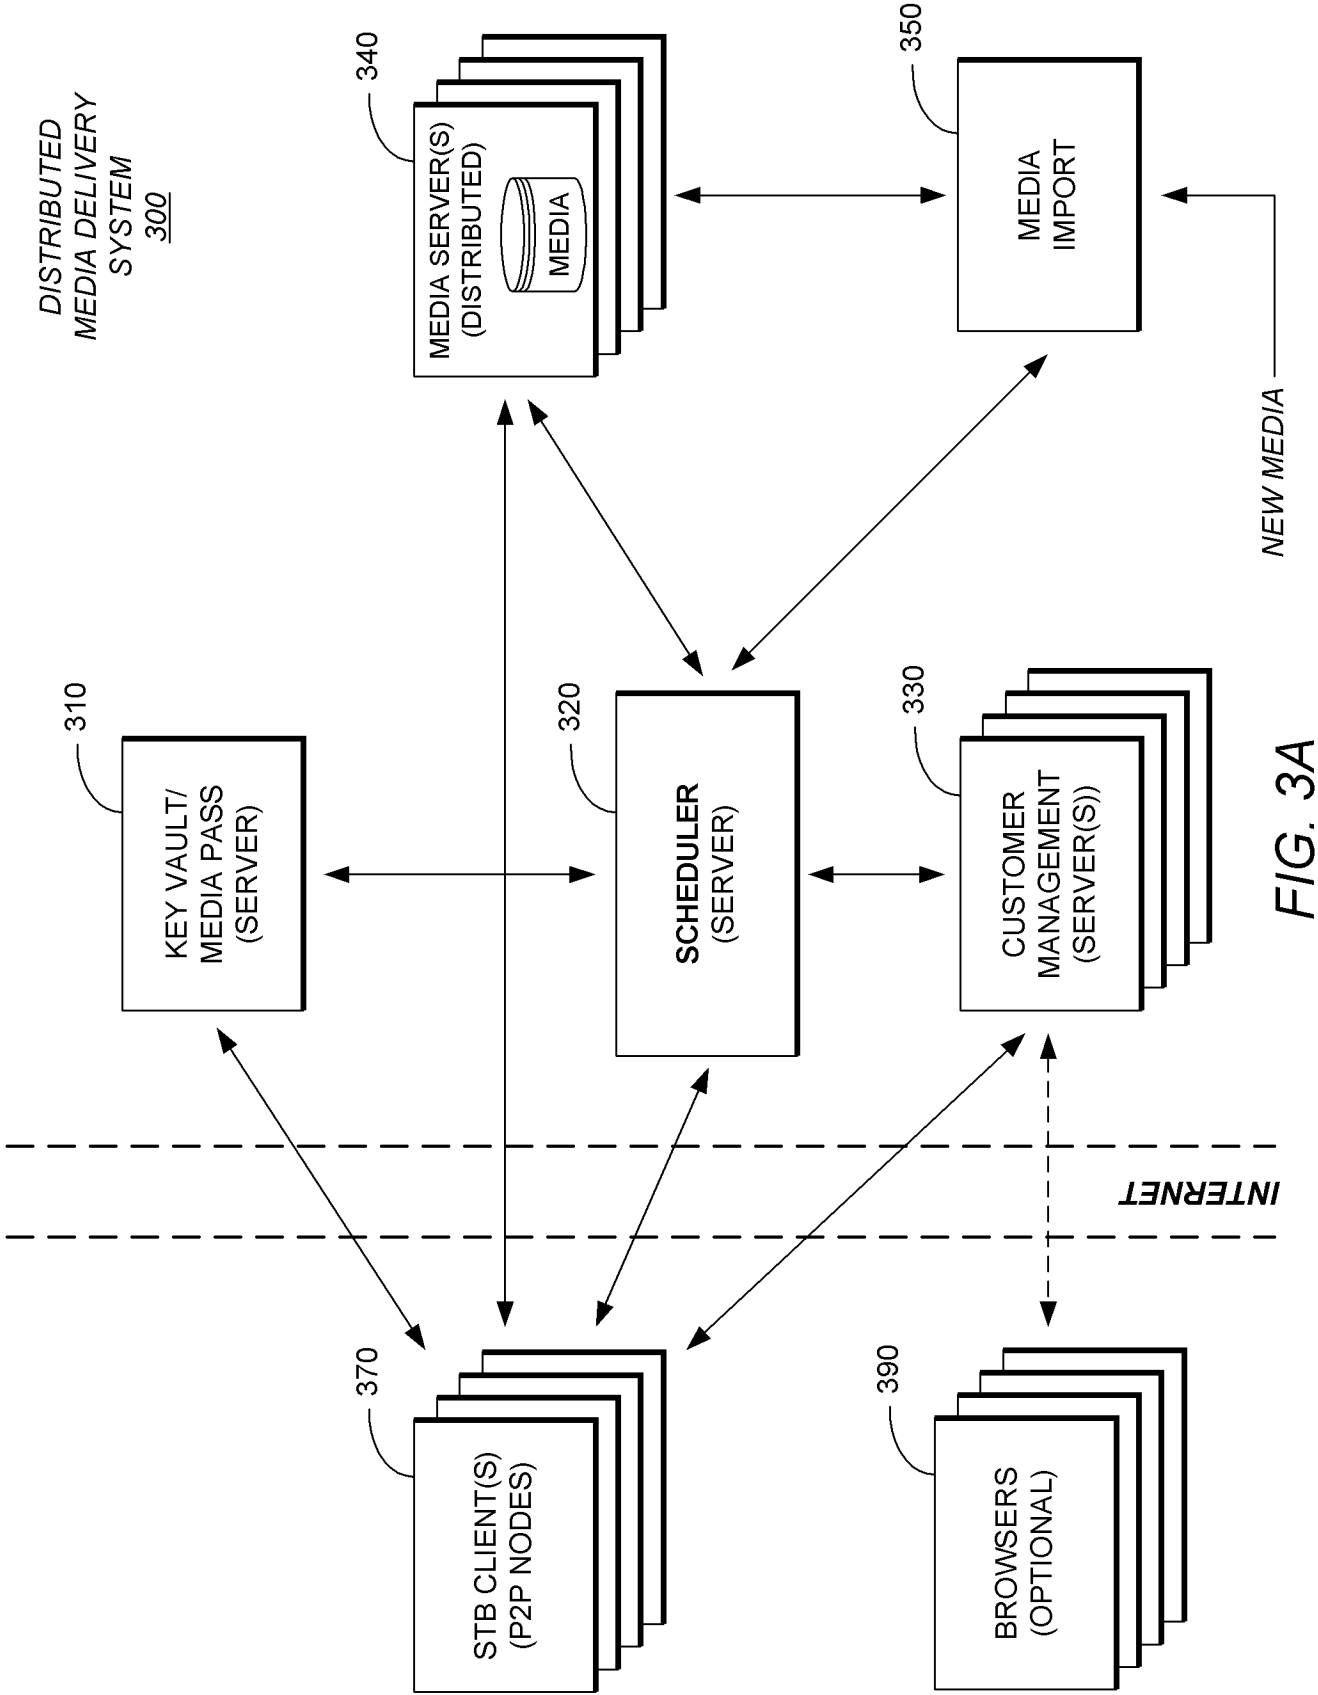 DISTRIBUTED
MEDIA DELIVERY
SYSTEM
300
370
STB CLIENT(S)
(P2P NODES)
310
KEY VAULT/
MEDIA PASS
(SERVER)
340
MEDIA SERVER(S)
(DISTRIBUTED)
MEDIA
320
SCHEDULER
(SERVER)
390
BROWSERS
(OPTIONAL)
INTERNET
330
CUSTOMER
MANAGEMENT
(SERVER(S))
350
MEDIA
IMPORT
NEW MEDIA
FIG. 3A